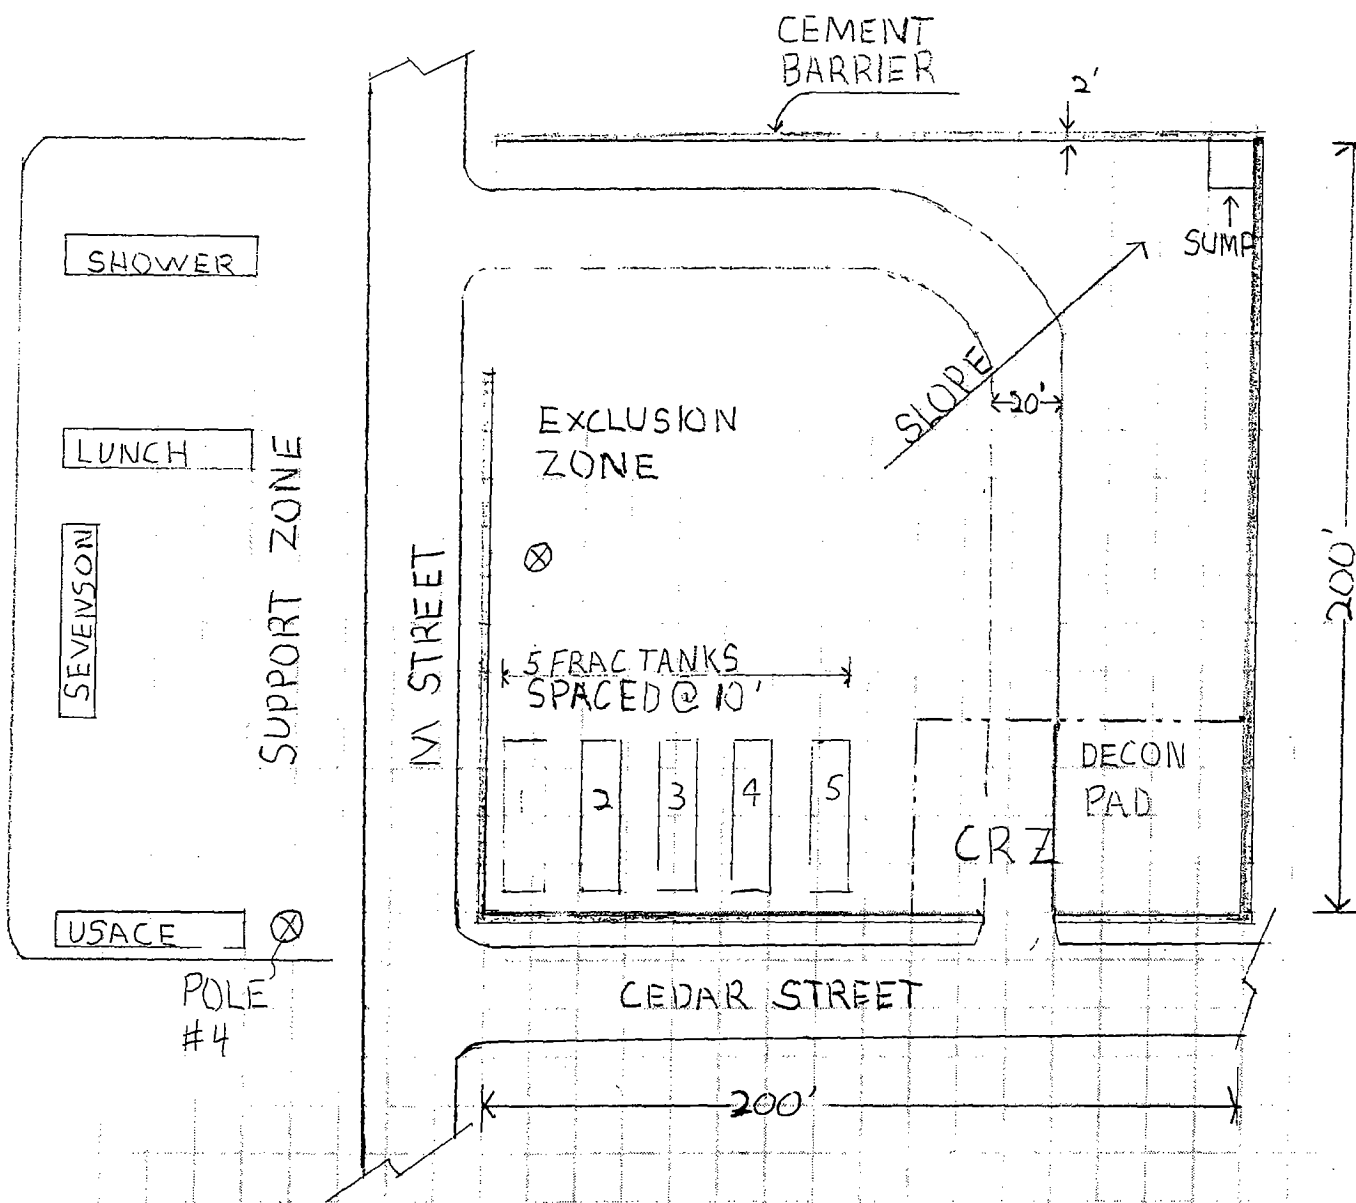 CEMENT
BARRIER
2'
SUMP
SHOWER
SLOPE
20'
EXCLUSION
ZONE
LUNCH
SUPPORT ZONE
SEVENSON
M STREET
200'
5 FRAC TANKS
SPACED @ 10'
1
2
3
4
5
DECON
PAD
CRZ
USACE
POLE
#4
CEDAR STREET
200'